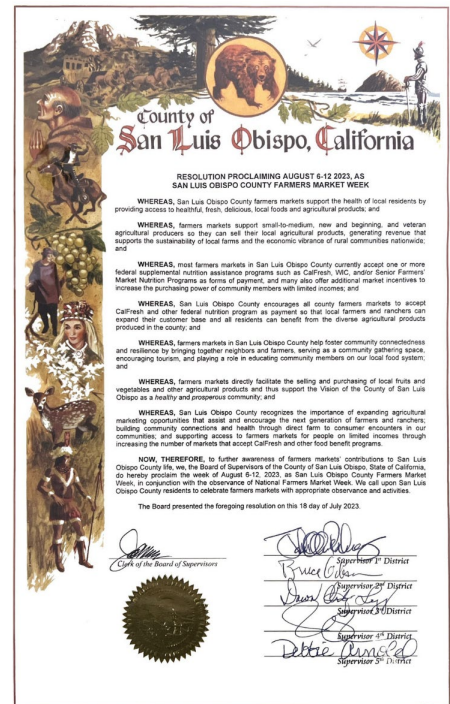 County of
San Luis Obispo, California
RESOLUTION PROCLAIMING AUGUST 6-12 2023, AS
SAN LUIS OBISPO COUNTY FARMERS MARKET WEEK
WHEREAS, San Luis Obispo County farmers markets support the health of local residents by
providing access to healthful, fresh, delicious, local foods and agricultural products; and
WHEREAS, farmers markets support small-to-medium, new and beginning, and veteran
agricultural producers so they can sell their local agricultural products, generating revenue that
supports the sustainability of local farms and the economic vibrance of rural communities nationwide;
and
WHEREAS, most farmers markets in San Luis Obispo County currently accept one or more
federal supplemental nutrition assistance programs such as CalFresh, WIC, and/or Senior Farmers'
Market Nutrition Programs as forms of payment, and many also offer additional market incentives to
increase the purchasing power of community members with limited incomes; and
WHEREAS, San Luis Obispo County encourages all county farmers markets to accept
CalFresh and other federal nutrition program as payment so that local farmers and ranchers can
expand their customer base and all residents can benefit from the diverse agricultural products
produced in the county; and
WHEREAS, farmers markets in San Luis Obispo County help foster community connectedness
and resilience by bringing together neighbors and farmers, serving as a community gathering space,
encouraging tourism, and playing a role in educating community members on our local food system;
and
WHEREAS, farmers markets directly facilitate the selling and purchasing of local fruits and
vegetables and other agricultural products and thus support the Vision of the County of San Luis
Obispo as a healthy and prosperous community; and
WHEREAS, San Luis Obispo County recognizes the importance of expanding agricultural
marketing opportunities that assist and encourage the next generation of farmers and ranchers;
building community connections and health through direct farm to consumer encounters in our
communities; and supporting access to farmers markets for people on limited incomes through
increasing the number of markets that accept CalFresh and other food benefit programs.
NOW, THEREFORE, to further awareness of farmers markets' contributions to San Luis
Obispo County life, we, the Board of Supervisors of the County of San Luis Obispo, State of California,
do hereby proclaim the week of August 6-12, 2023, as San Luis Obispo County Farmers Market
Week, in conjunction with the observance of National Farmers Market Week. We call upon San Luis
Obispo County residents to celebrate farmers markets with appropriate observance and activities.
The Board presented the foregoing resolution on this 18 day of July 2023.
Clerk of the Board of Supervisors
Supervisor 1st District
Bruce Gibson
Supervisor 2nd District
Dawn
Supervisor 3rd District
Supervisor 4th District
Debbie Arnold
Supervisor 5th District